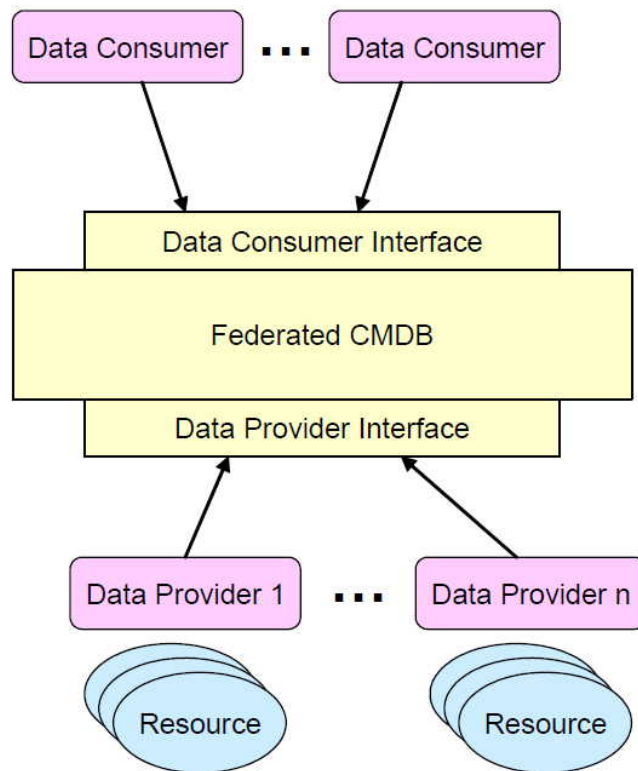 Data Consumer ... Data Consumer
Data Consumer Interface
Federated CMDB
Data Provider Interface
Data Provider 1 ... Data Provider n
Resource Resource